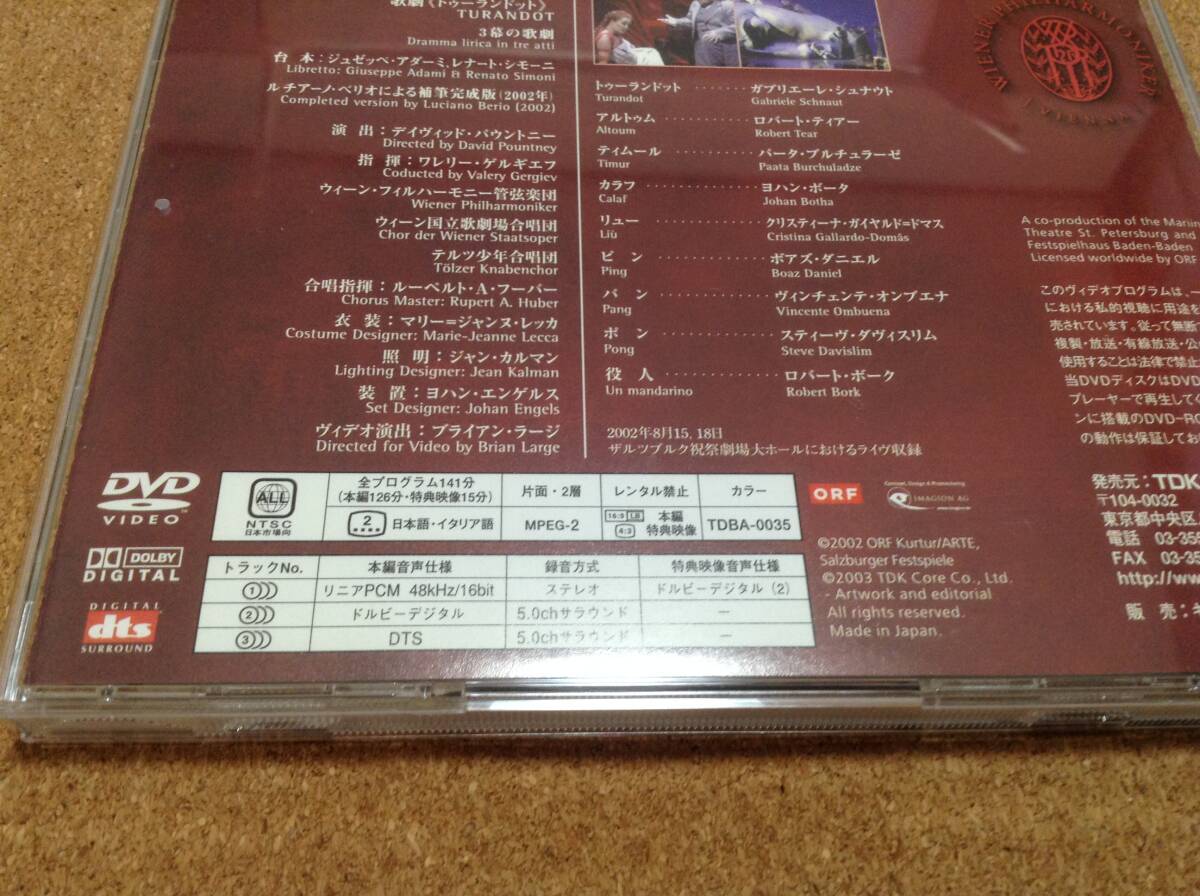 歌劇《トゥーランドット》
TURANDOT
3幕の歌劇
Dramma lirica in tre atti
台 本：ジュゼッペ・アダーミ、レナート・シモーニ
Libretto: Giuseppe Adami & Renato Simoni
ルチアーノ・ベリオによる補筆完成版(2002年)
Completed version by Luciano Berio (2002)
演 出：デイヴィッド・パウントニー
Directed by David Pountney
指 揮：ワレリー・ゲルギエフ
Coducted by Valery Gergiev
ウィーン・フィルハーモニー管弦楽団
Wiener Philharmoniker
ウィーン国立歌劇場合唱団
Chor der Wiener Staatsoper
テルツ少年合唱団
Tölzer Knabenchor
合唱指揮：ルーペルト・A・フーバー
Chorus Master: Rupert A. Huber
衣 装：マリー＝ジャンヌ・レッカ
Costume Designer: Marie-Jeanne Lecca
照 明：ジャン・カルマン
Lighting Designer: Jean Kalman
装 置：ヨハン・エンゲルス
Set Designer: Johan Engels
ヴィデオ演出：ブライアン・ラージ
Directed for Video by Brian Large
トゥーランドット ······· ガブリエーレ・シュナウト
Turandot Gabriele Schnaut
アルトゥム ··········· ロバート・ティアー
Altoum Robert Tear
ティムール ··········· パータ・ブルチュラーゼ
Timur Paata Burchuladze
カラフ ············· ヨハン・ボータ
Calaf Johan Botha
リュー ············· クリスティーナ・ガイヤルド＝ドマス
Liù Cristina Gallardo-Domâs
ピン ·············· ボアズ・ダニエル
Ping Boaz Daniel
パン ·············· ヴィンチェンテ・オンブエナ
Pang Vincente Ombuena
ポン ·············· スティーヴ・ダヴィスリム
Pong Steve Davislim
役人 ·············· ロバート・ボーク
Un mandarino Robert Bork
2002年8月15, 18日
ザルツブルク祝祭劇場大ホールにおけるライヴ収録
WIENER PHILHARMONIKER
VIENNA
A co-production of the Mariin
Theatre St. Petersburg and
Festspielhaus Baden-Baden
Licensed worldwide by ORF
このヴィデオプログラムは、一
における私的視聴に用途を
売されています。従って無断
複製・放送・有線放送・公
使用することは法律で禁止
当DVDディスクはDVD
プレーヤーで再生してく
ンに搭載のDVD-RO
の動作は保証してお
DVD
VIDEO
ALL
NTSC
日本市場向
全プログラム141分
(本編126分・特典映像15分)
片面・2層
レンタル禁止
カラー
2 日本語・イタリア語
MPEG-2
16:9 LB 本編
4:3 特典映像
TDBA-0035
DOLBY
DIGITAL
DIGITAL
dts
SURROUND
トラックNo. 本編音声仕様 録音方式 特典映像音声仕様
1 リニアPCM 48kHz/16bit ステレオ ドルビーデジタル (2)
2 ドルビーデジタル 5.0chサラウンド －
3 DTS 5.0chサラウンド －
ORF
IMAGION AG
©2002 ORF Kurtur/ARTE,
Salzburger Festspiele
©2003 TDK Core Co., Ltd.
- Artwork and editorial
All rights reserved.
Made in Japan.
発売元：TDK
〒104-0032
東京都中央区
電話 03-355
FAX 03-35
http://ww
販 売：